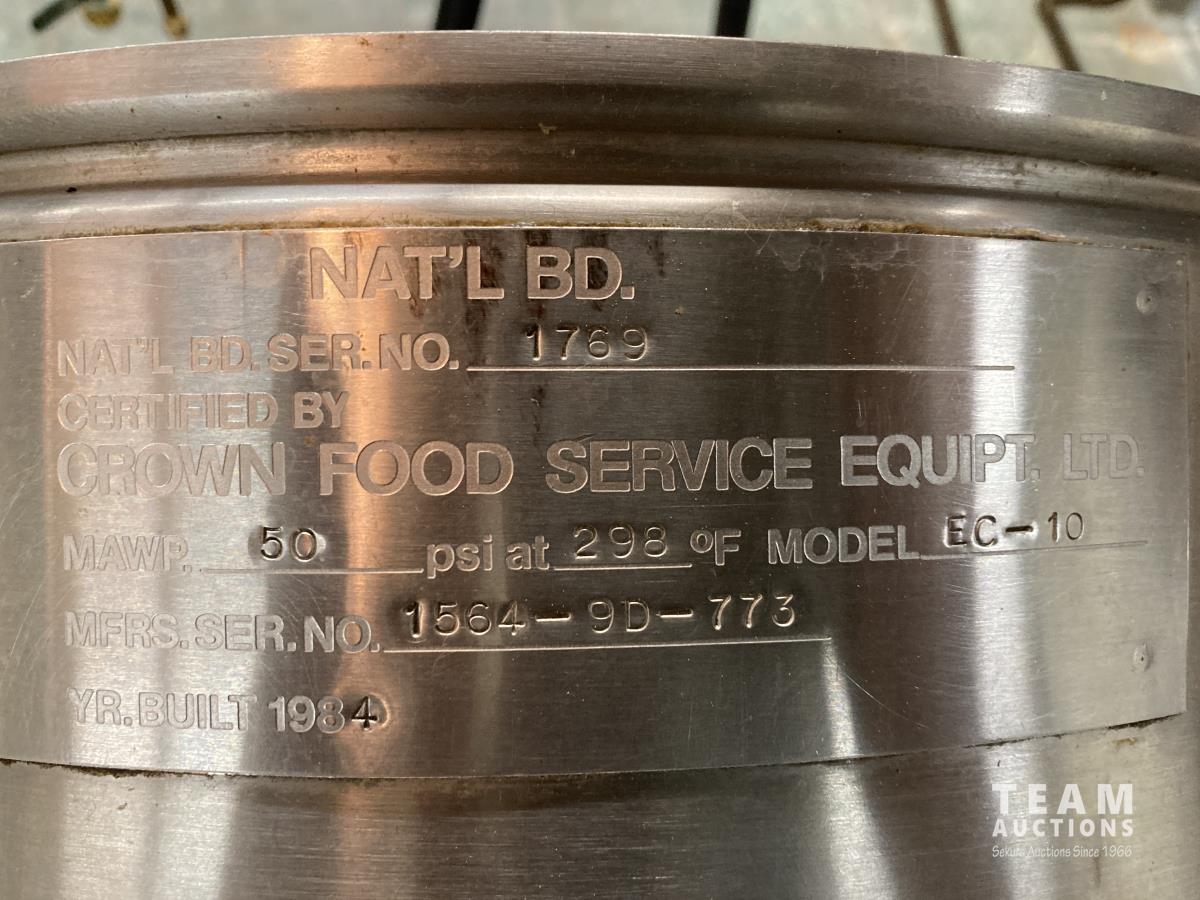 NAT'L BD.
NAT'L BD. SER. NO. 1769
CERTIFIED BY
CROWN FOOD SERVICE EQUIPT. LTD.
MAWP. 50 psi at 298 °F MODEL EC-10
MFRS. SER. NO. 1564-9D-773
YR. BUILT 1984
TEAM
AUCTIONS
Sekura Auctions Since 1966